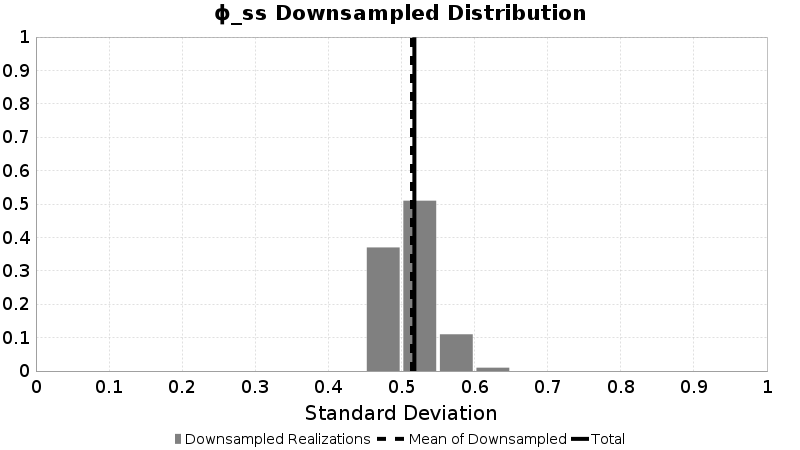 ϕ_ss Downsampled Distribution
1
0.9
0.8
0.7
0.6
0.5
0.4
0.3
0.2
0.1
0
0 0.1 0.2 0.3 0.4 0.5 0.6 0.7 0.8 0.9 1
Standard Deviation
Downsampled Realizations Mean of Downsampled Total